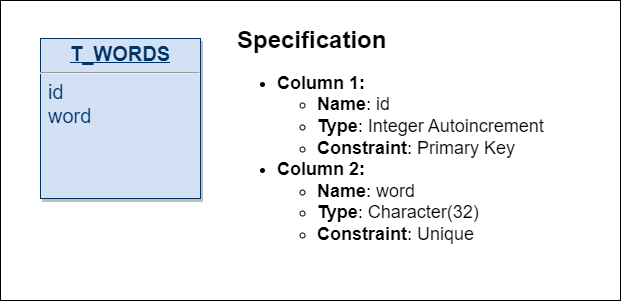 T_WORDS
id
word
Specification
Column 1:
Name: id
Type: Integer Autoincrement
Constraint: Primary Key
Column 2:
Name: word
Type: Character(32)
Constraint: Unique